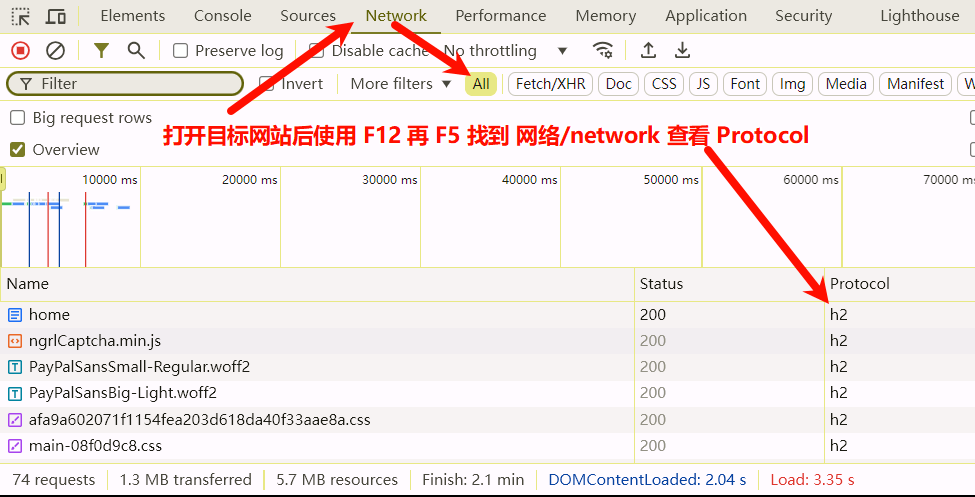 Elements Console Sources Network Performance Memory Application Security Lighthouse
Preserve log Disable cache No throttling
Filter Invert More filters All Fetch/XHR Doc CSS JS Font Img Media Manifest
Big request rows
打开目标网站后使用 F12 再 F5 找到 网络/network 查看 Protocol
Overview
10000 ms 20000 ms 30000 ms 40000 ms 50000 ms 60000 ms 70000 ms
Name Status Protocol
home 200 h2
ngrlCaptcha.min.js 200 h2
PayPalSansSmall-Regular.woff2 200 h2
PayPalSansBig-Light.woff2 200 h2
afa9a602071f1154fea203d618da40f33aae8a.css 200 h2
main-08f0d9c8.css 200 h2
74 requests 1.3 MB transferred 5.7 MB resources Finish: 2.1 min DOMContentLoaded: 2.04 s Load: 3.35 s